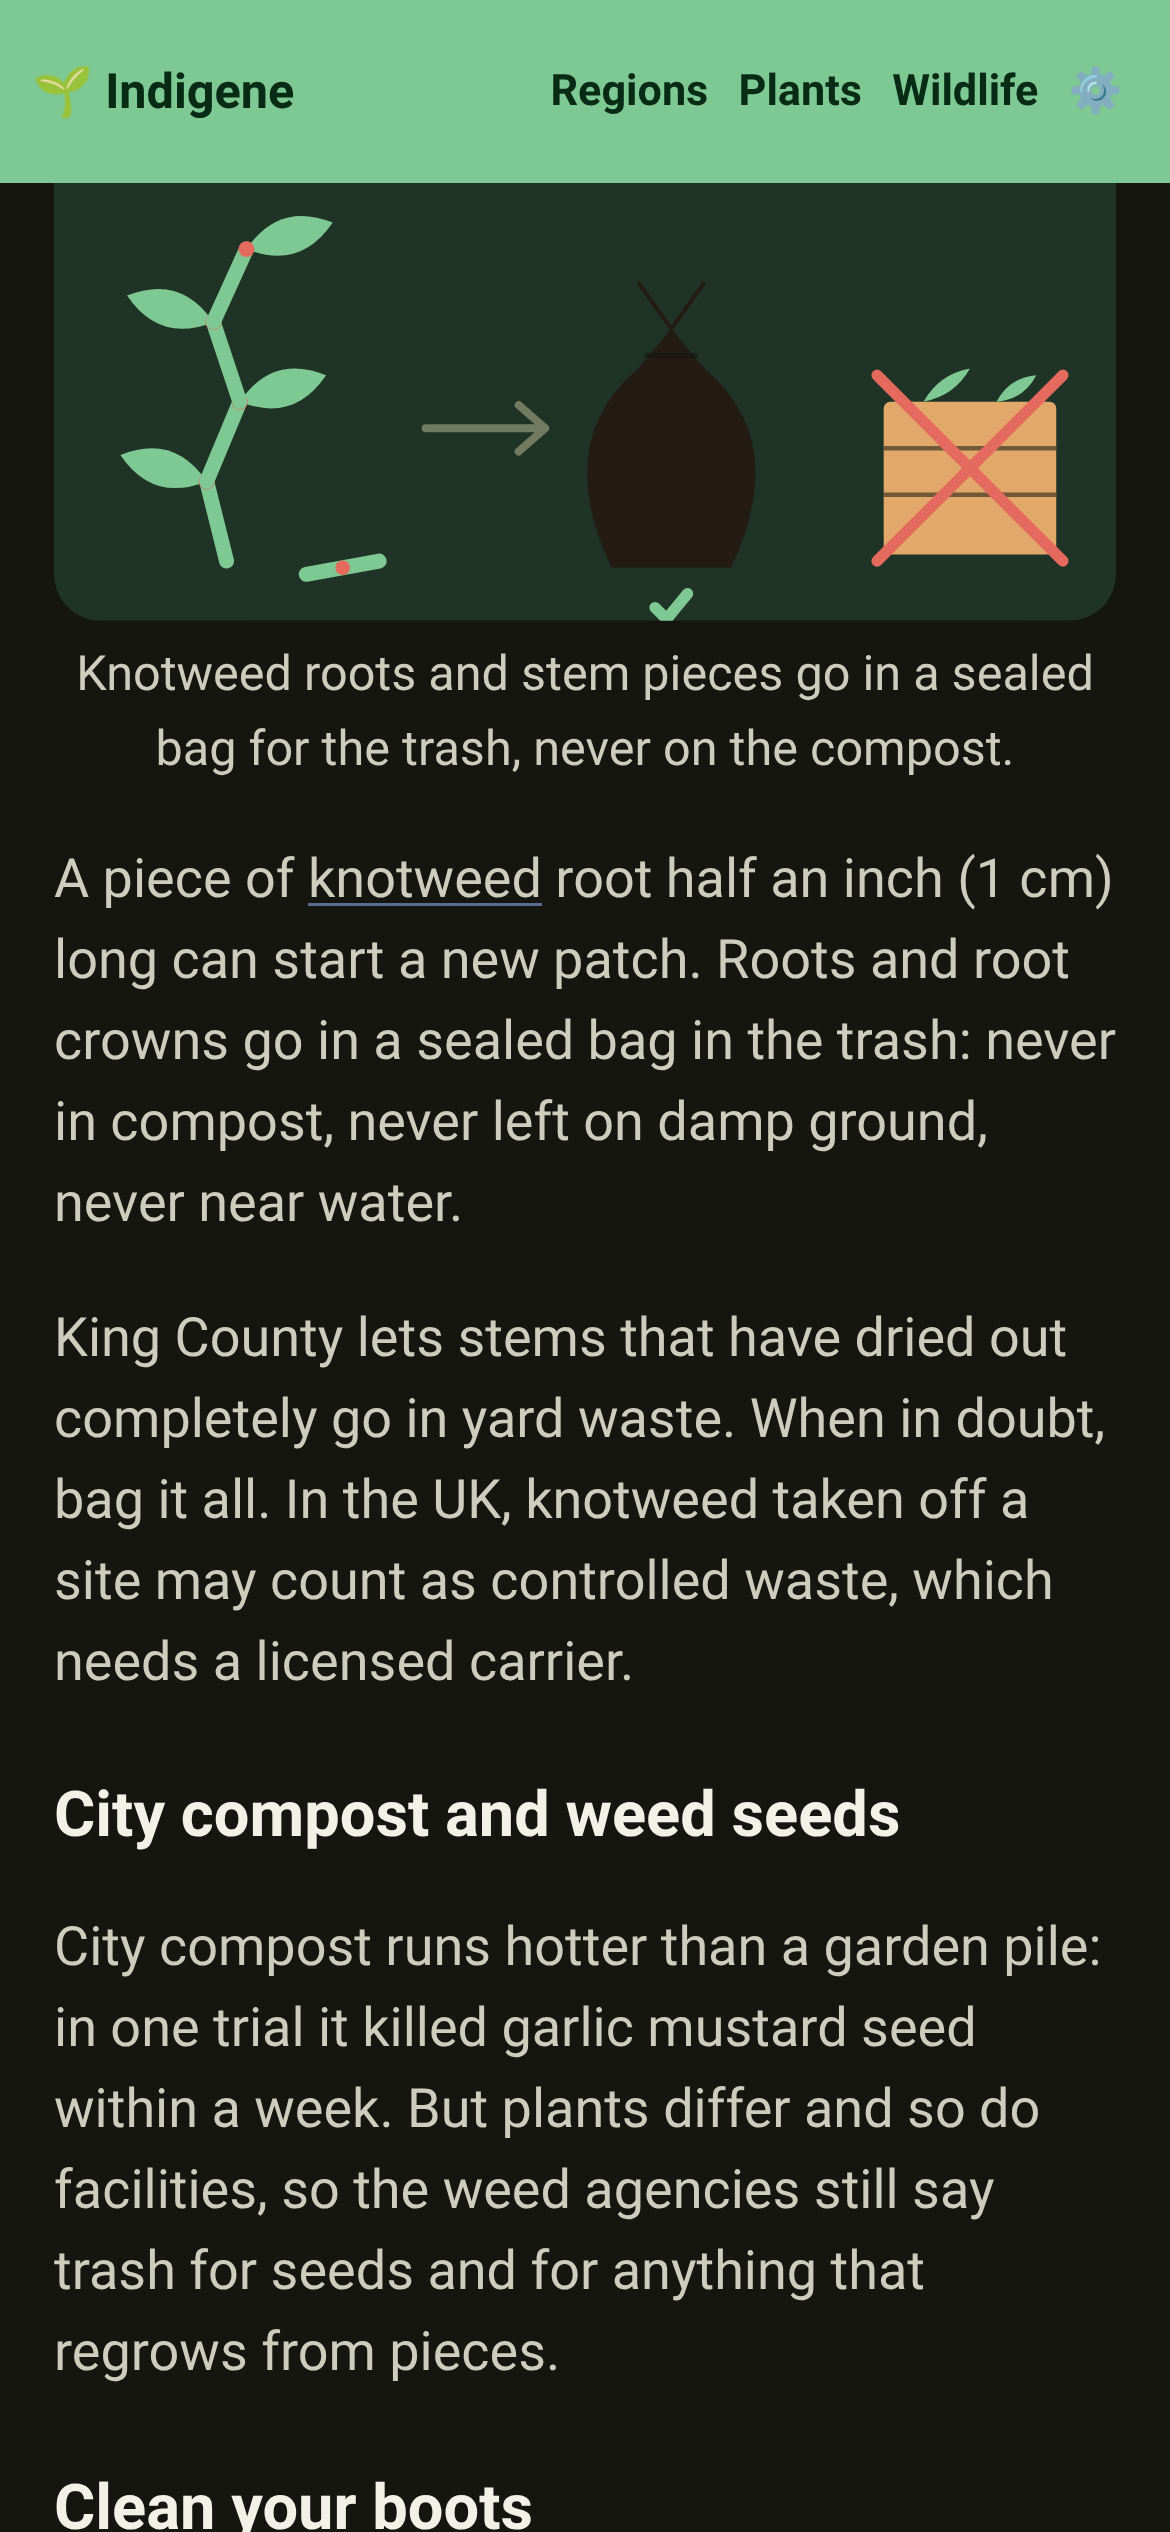 Indigene
Regions Plants Wildlife
Knotweed roots and stem pieces go in a sealed
bag for the trash, never on the compost.
A piece of knotweed root half an inch (1 cm)
long can start a new patch. Roots and root
crowns go in a sealed bag in the trash: never
in compost, never left on damp ground,
never near water.
King County lets stems that have dried out
completely go in yard waste. When in doubt,
bag it all. In the UK, knotweed taken off a
site may count as controlled waste, which
needs a licensed carrier.
City compost and weed seeds
City compost runs hotter than a garden pile:
in one trial it killed garlic mustard seed
within a week. But plants differ and so do
facilities, so the weed agencies still say
trash for seeds and for anything that
regrows from pieces.
Clean your boots